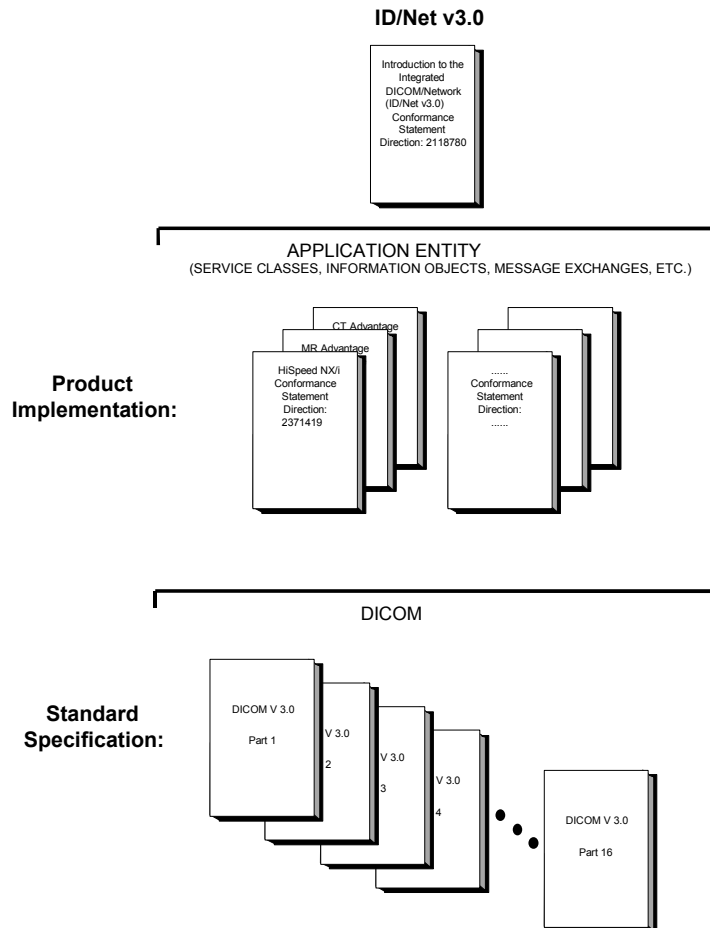 ID/Net v3.0
Introduction to the
Integrated
DICOM/Network
(ID/Net v3.0)
Conformance
Statement
Direction: 2118780
APPLICATION ENTITY
(SERVICE CLASSES, INFORMATION OBJECTS, MESSAGE EXCHANGES, ETC.)
Product
Implementation:
CT Advantage
MR Advantage
HiSpeed NX/i
Conformance
Statement
Direction:
2371419
......
Conformance
Statement
Direction:
......
DICOM
Standard
Specification:
DICOM V 3.0
Part 1
V 3.0
2
V 3.0
3
V 3.0
4
DICOM V 3.0
Part 16